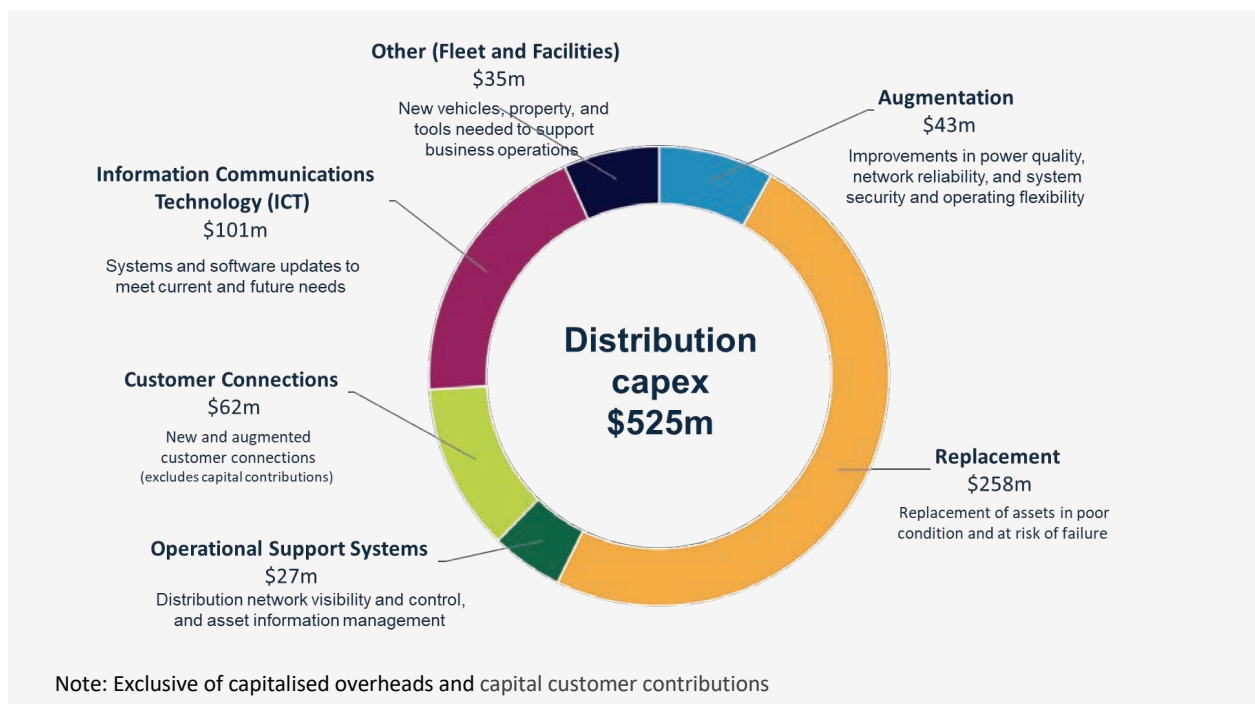 Other (Fleet and Facilities)
$35m
New vehicles, property, and
tools needed to support
business operations
Augmentation
$43m
Improvements in power quality,
network reliability, and system
security and operating flexibility
Information Communications
Technology (ICT)
$101m
Systems and software updates to
meet current and future needs
Distribution
capex
$525m
Customer Connections
$62m
New and augmented
customer connections
(excludes capital contributions)
Replacement
$258m
Replacement of assets in poor
condition and at risk of failure
Operational Support Systems
$27m
Distribution network visibility and control,
and asset information management
Note: Exclusive of capitalised overheads and capital customer contributions